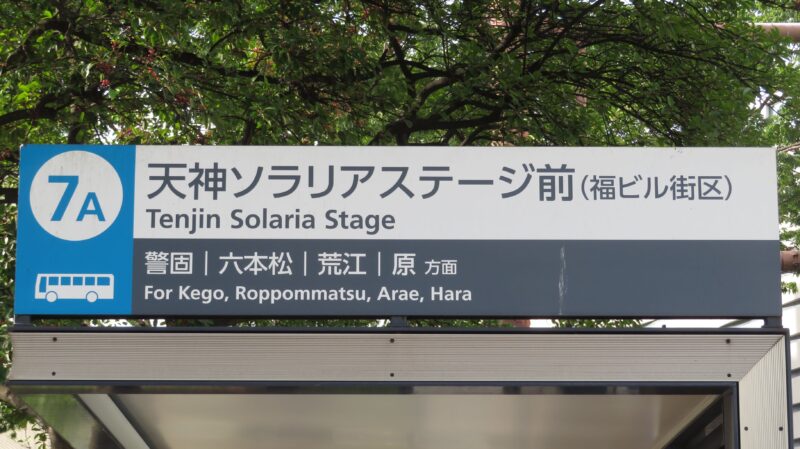 7A
天神ソラリアステージ前(福ビル街区)
Tenjin Solaria Stage
警固|六本松|荒江|原 方面
For Kego, Roppommatsu, Arae, Hara